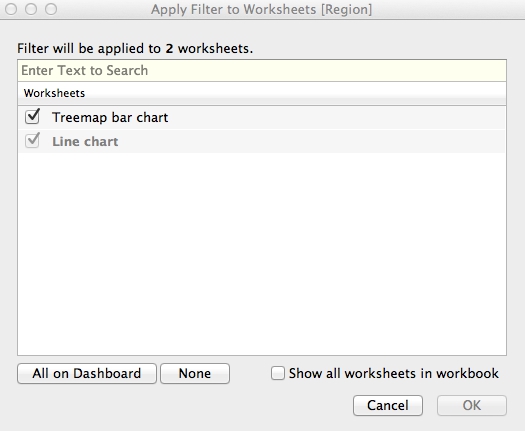 Apply Filter to Worksheets [Region]
Filter will be applied to 2 worksheets.
Enter Text to Search
Worksheets
Treemap bar chart
Line chart
All on Dashboard None Show all worksheets in workbook
Cancel OK